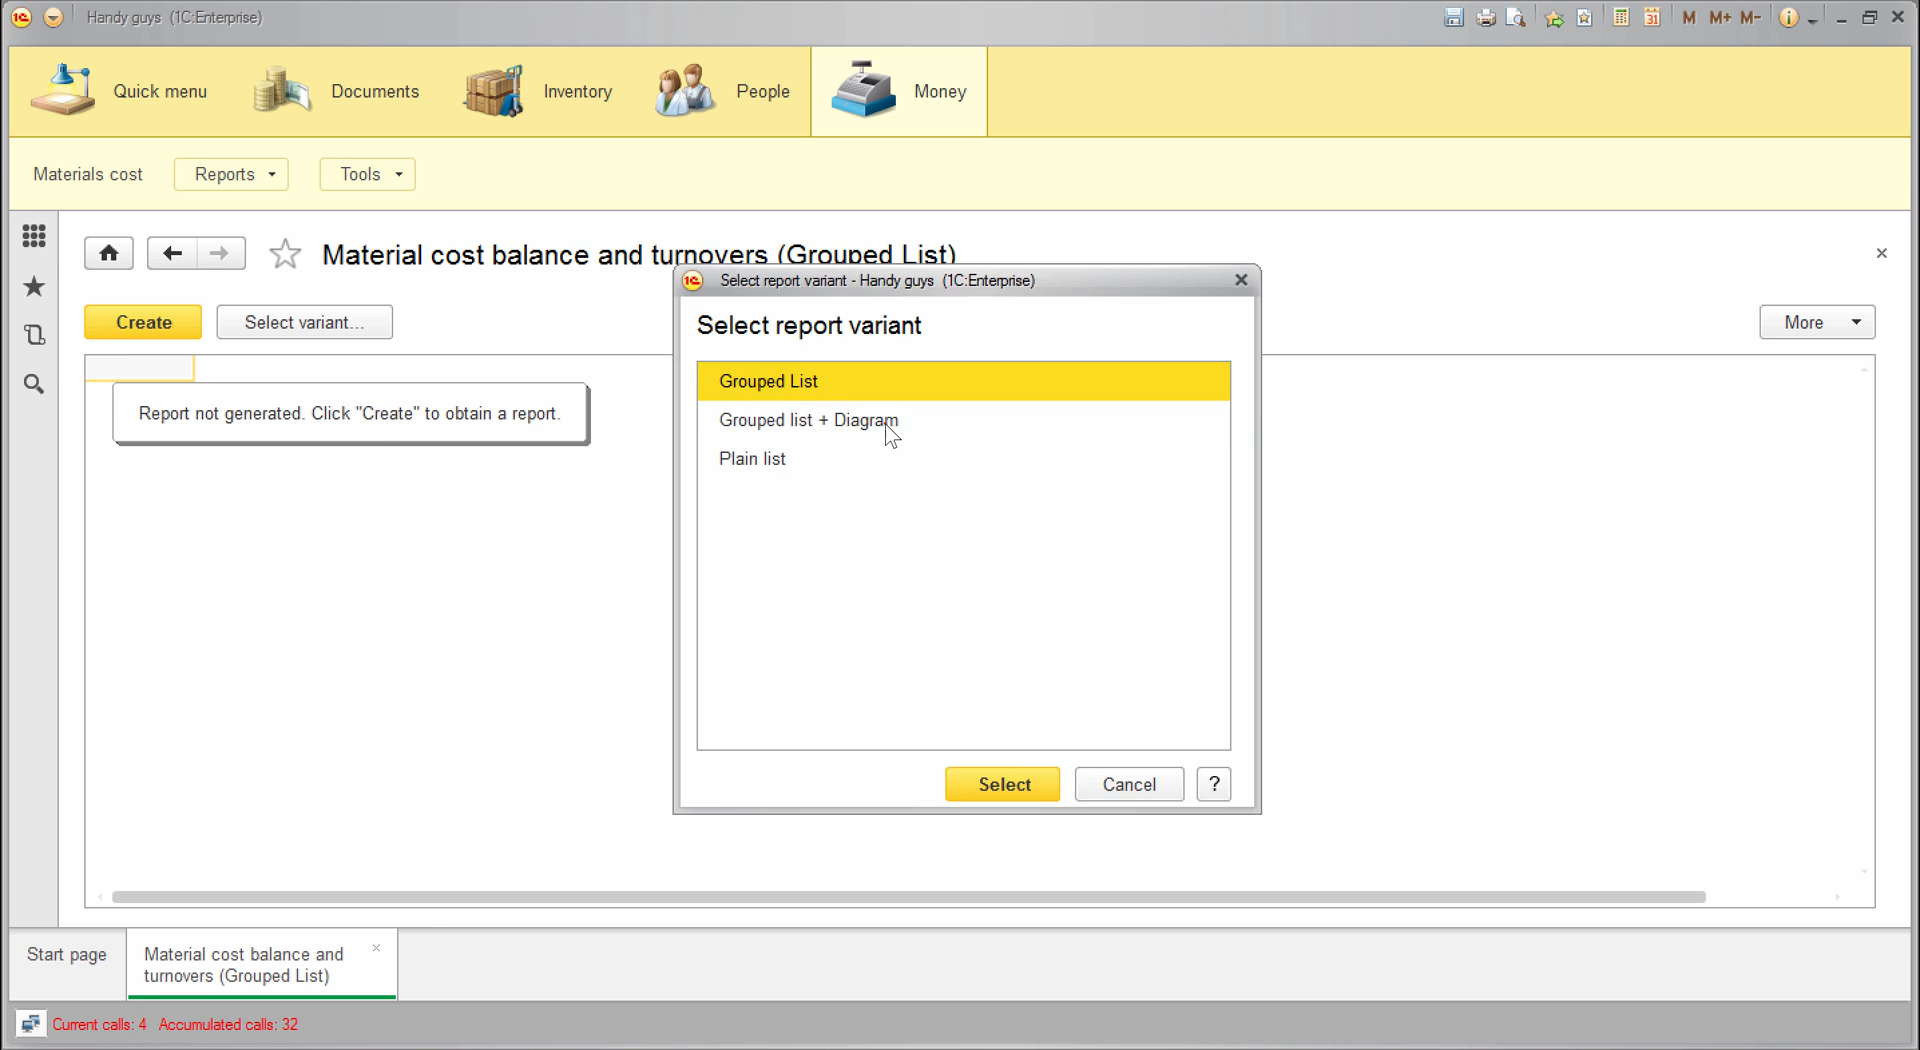 Handy guys (1C:Enterprise)
M M+ M-
31
Quick menu
Documents
Inventory
People
Money
Materials cost
Reports
Tools
Material cost balance and turnovers (Grouped List)
Create
Select variant...
More
Report not generated. Click "Create" to obtain a report.
Select report variant - Handy guys (1C:Enterprise)
Select report variant
Grouped List
Grouped list + Diagram
Plain list
Select
Cancel
?
Start page
Material cost balance and
turnovers (Grouped List)
Current calls: 4 Accumulated calls: 32